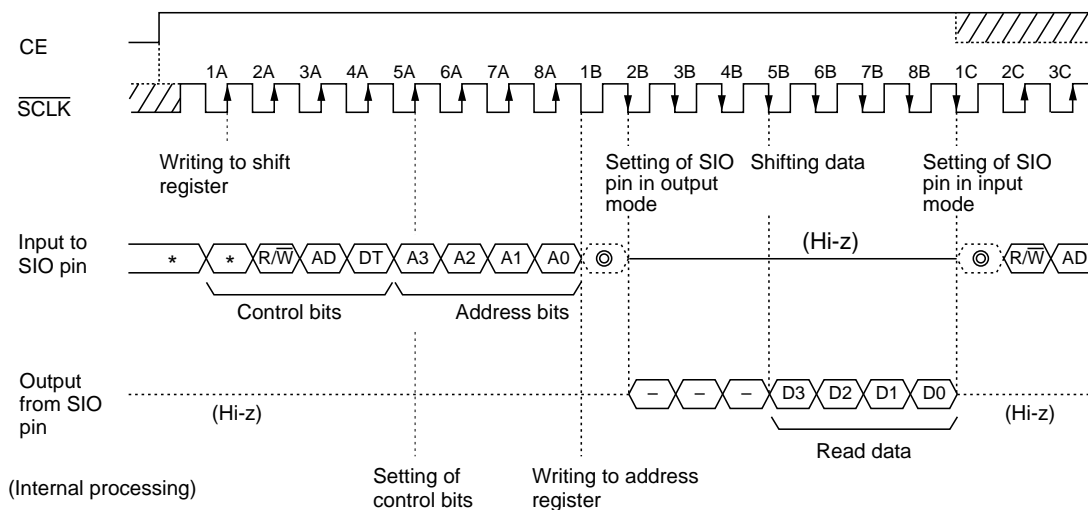 CE
1A 2A 3A 4A 5A 6A 7A 8A 1B 2B 3B 4B 5B 6B 7B 8B 1C 2C 3C
SCLK
Writing to shift
register
Setting of SIO
pin in output
mode
Shifting data
Setting of SIO
pin in input
mode
Input to
SIO pin
* * R/W AD DT A3 A2 A1 A0 ◎ (Hi-z) ◎ R/W AD
Control bits Address bits
Output
from SIO
pin
(Hi-z) – – – D3 D2 D1 D0 (Hi-z)
Read data
(Internal processing)
Setting of
control bits
Writing to address
register